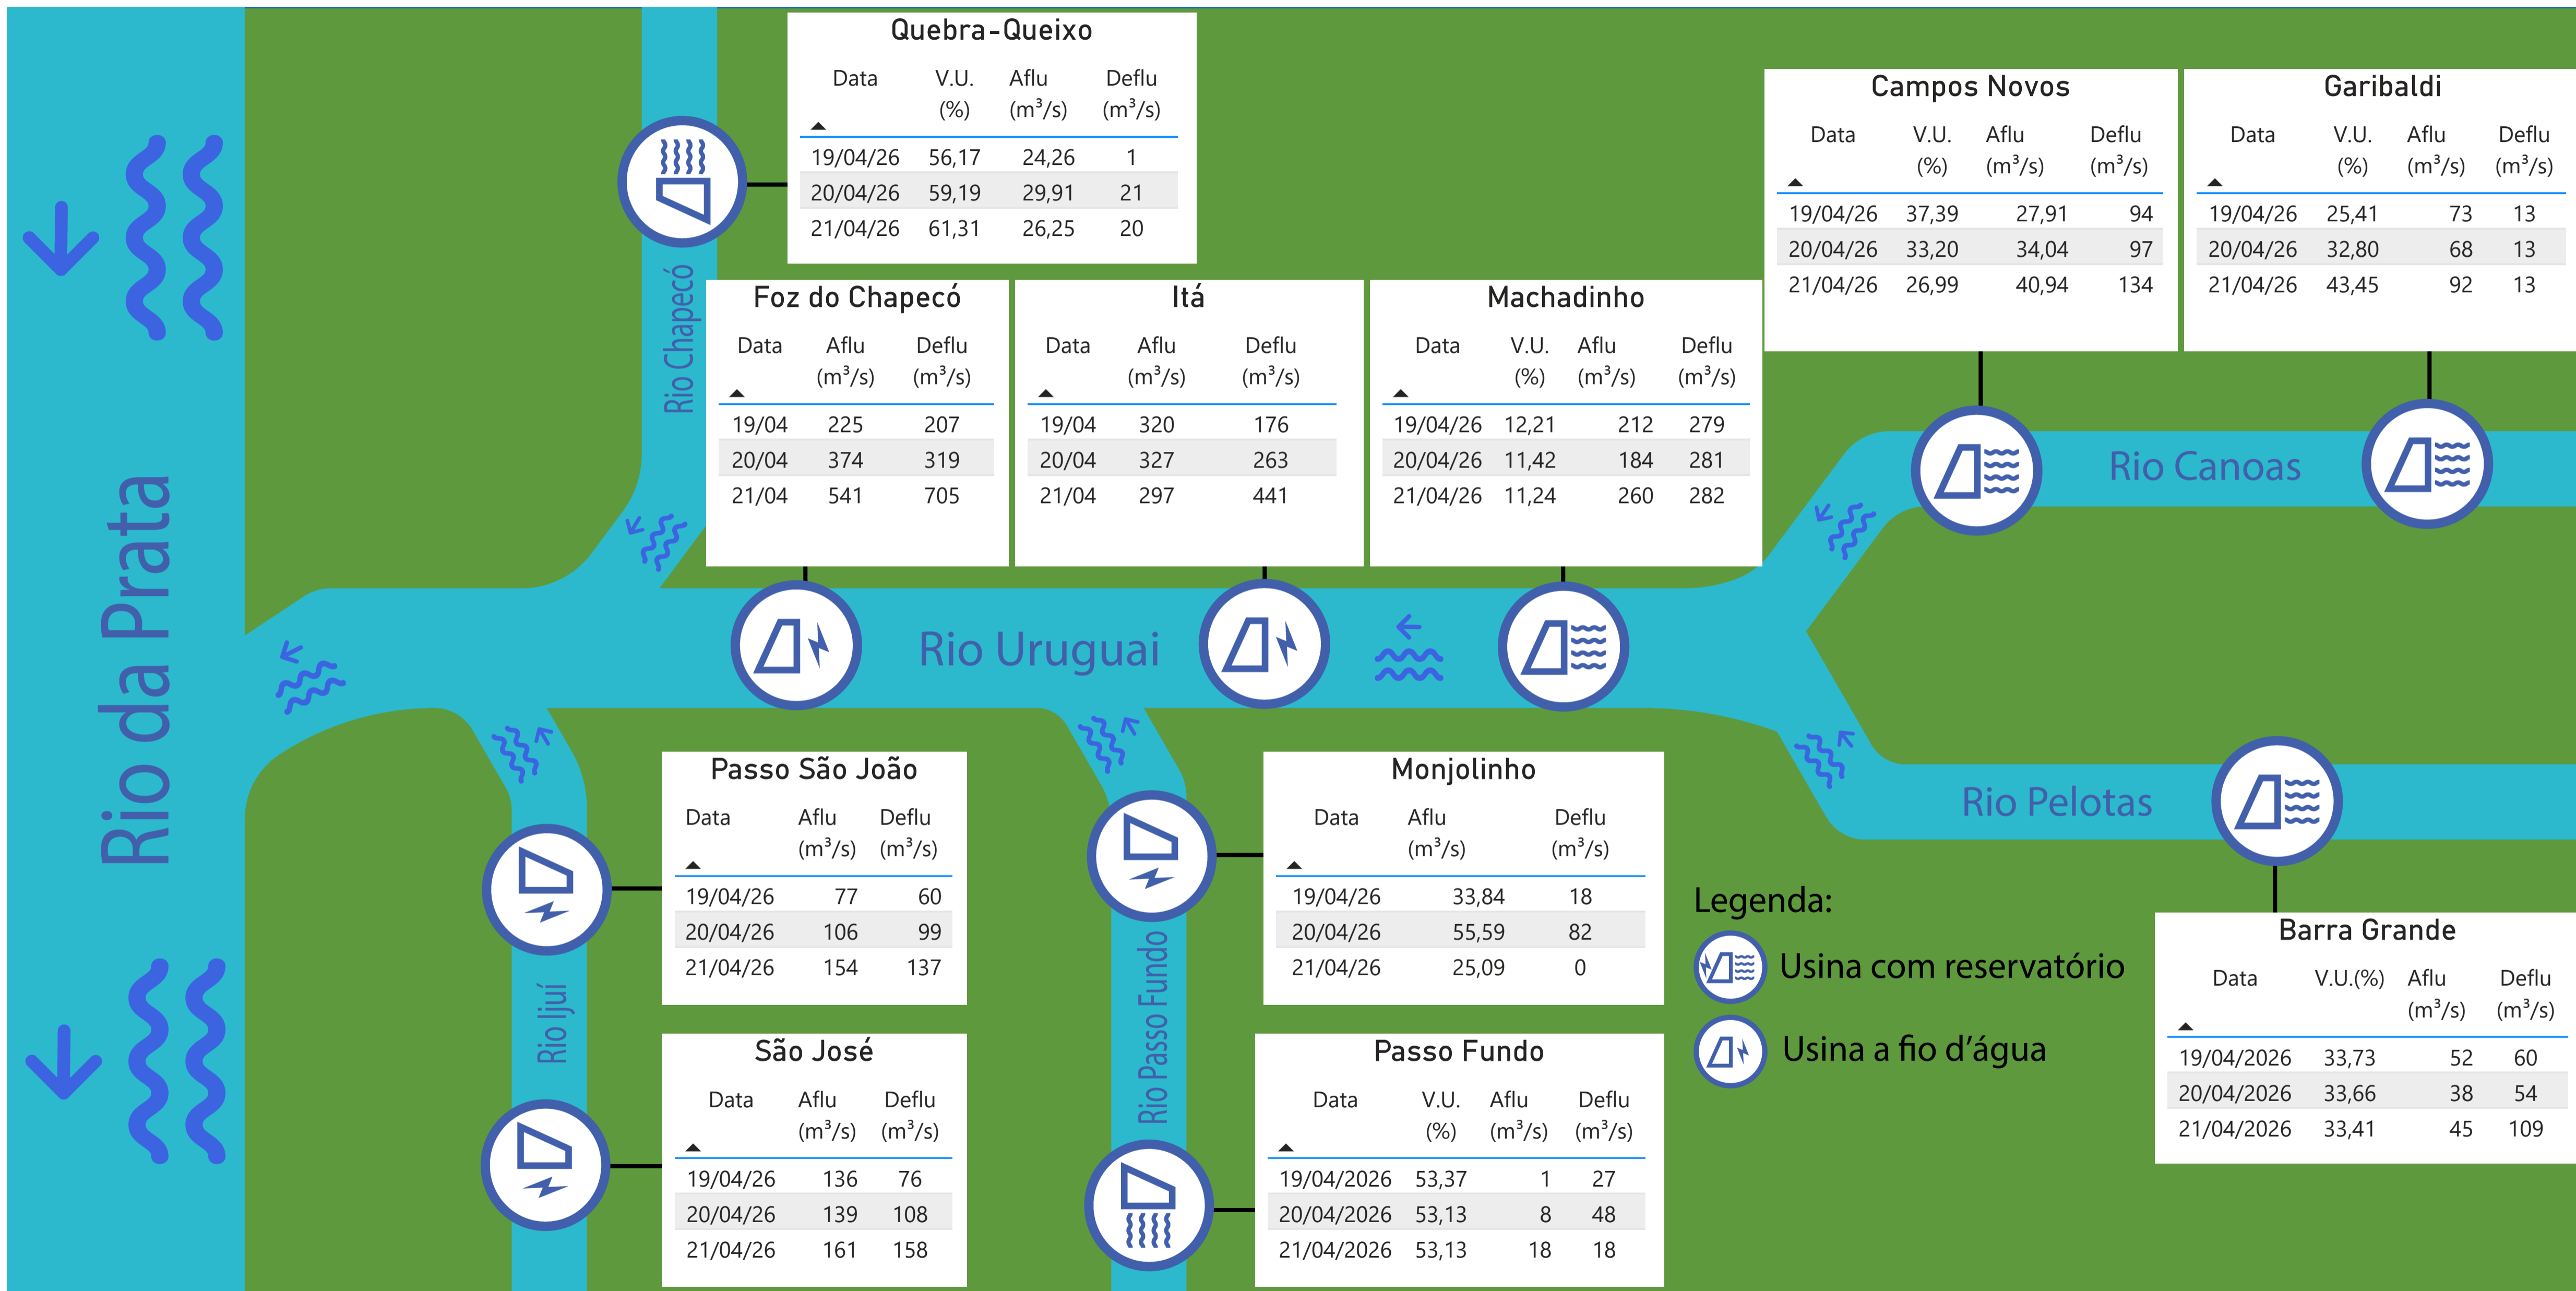 Quebra-Queixo
Data V.U. (%) Aflu (m³/s) Deflu (m³/s)
19/04/26 56,17 24,26 1
20/04/26 59,19 29,91 21
21/04/26 61,31 26,25 20
Campos Novos
Data V.U. (%) Aflu (m³/s) Deflu (m³/s)
19/04/26 37,39 27,91 94
20/04/26 33,20 34,04 97
21/04/26 26,99 40,94 134
Garibaldi
Data V.U. (%) Aflu (m³/s) Deflu (m³/s)
19/04/26 25,41 73 13
20/04/26 32,80 68 13
21/04/26 43,45 92 13
Foz do Chapecó
Data Aflu (m³/s) Deflu (m³/s)
19/04 225 207
20/04 374 319
21/04 541 705
Itá
Data Aflu (m³/s) Deflu (m³/s)
19/04 320 176
20/04 327 263
21/04 297 441
Machadinho
Data V.U. (%) Aflu (m³/s) Deflu (m³/s)
19/04/26 12,21 212 279
20/04/26 11,42 184 281
21/04/26 11,24 260 282
Rio Chapecó
Rio Canoas
Rio da Prata
Rio Uruguai
Rio Pelotas
Passo São João
Data Aflu (m³/s) Deflu (m³/s)
19/04/26 77 60
20/04/26 106 99
21/04/26 154 137
Monjolinho
Data Aflu (m³/s) Deflu (m³/s)
19/04/26 33,84 18
20/04/26 55,59 82
21/04/26 25,09 0
Rio Ijuí
Rio Passo Fundo
Legenda:
Usina com reservatório
Usina a fio d’água
Barra Grande
Data V.U.(%) Aflu (m³/s) Deflu (m³/s)
19/04/2026 33,73 52 60
20/04/2026 33,66 38 54
21/04/2026 33,41 45 109
São José
Data Aflu (m³/s) Deflu (m³/s)
19/04/26 136 76
20/04/26 139 108
21/04/26 161 158
Passo Fundo
Data V.U. (%) Aflu (m³/s) Deflu (m³/s)
19/04/2026 53,37 1 27
20/04/2026 53,13 8 48
21/04/2026 53,13 18 18